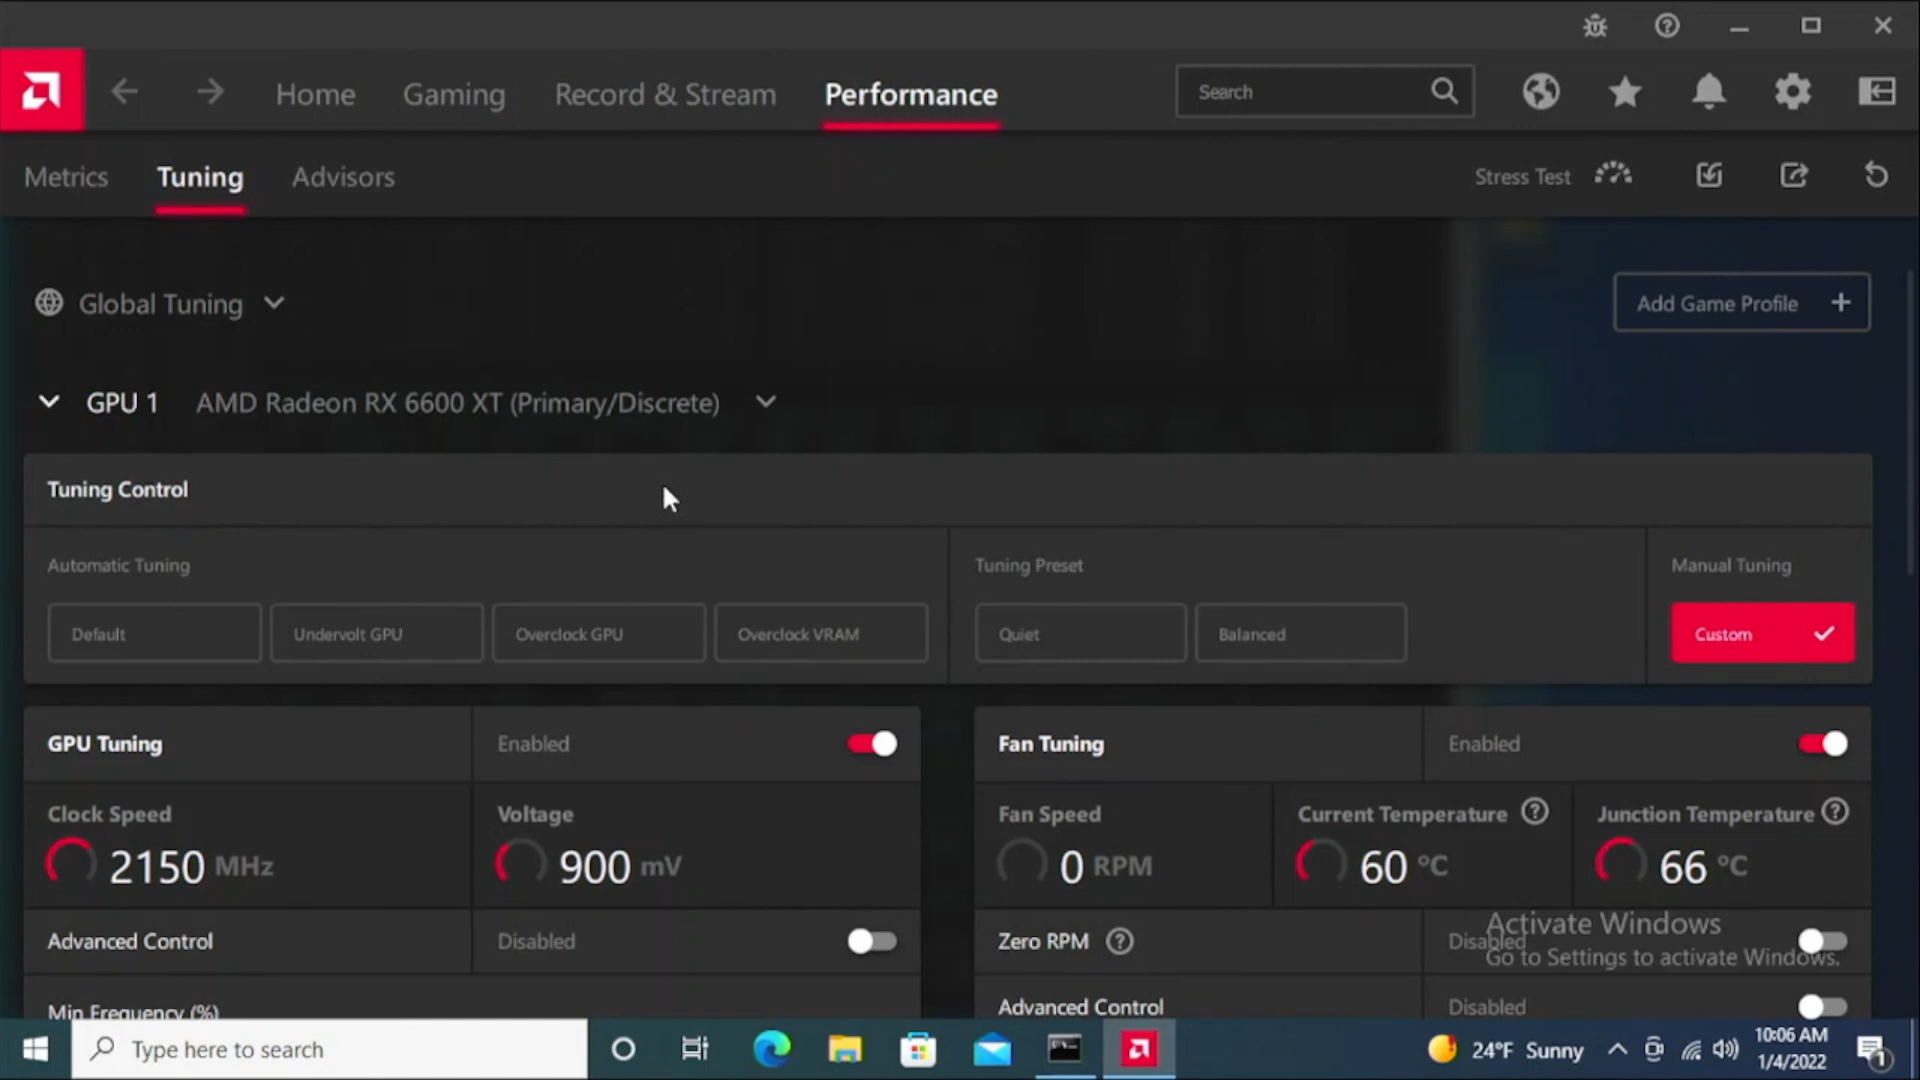 Home Gaming Record & Stream Performance Search
Metrics Tuning Advisors Stress Test
Global Tuning Add Game Profile
GPU 1 AMD Radeon RX 6600 XT (Primary/Discrete)
Tuning Control
Automatic Tuning Tuning Preset Manual Tuning
Default Undervolt GPU Overclock GPU Overclock VRAM Quiet Balanced Custom
GPU Tuning Enabled Fan Tuning Enabled
Clock Speed Voltage Fan Speed Current Temperature Junction Temperature
2150 MHz 900 mV 0 RPM 60 °C 66 °C
Activate Windows
Advanced Control Disabled Zero RPM Disabled
Go to Settings to activate Windows.
Min Frequency (%) Advanced Control Disabled
Type here to search 24°F Sunny 10:06 AM
1/4/2022 1